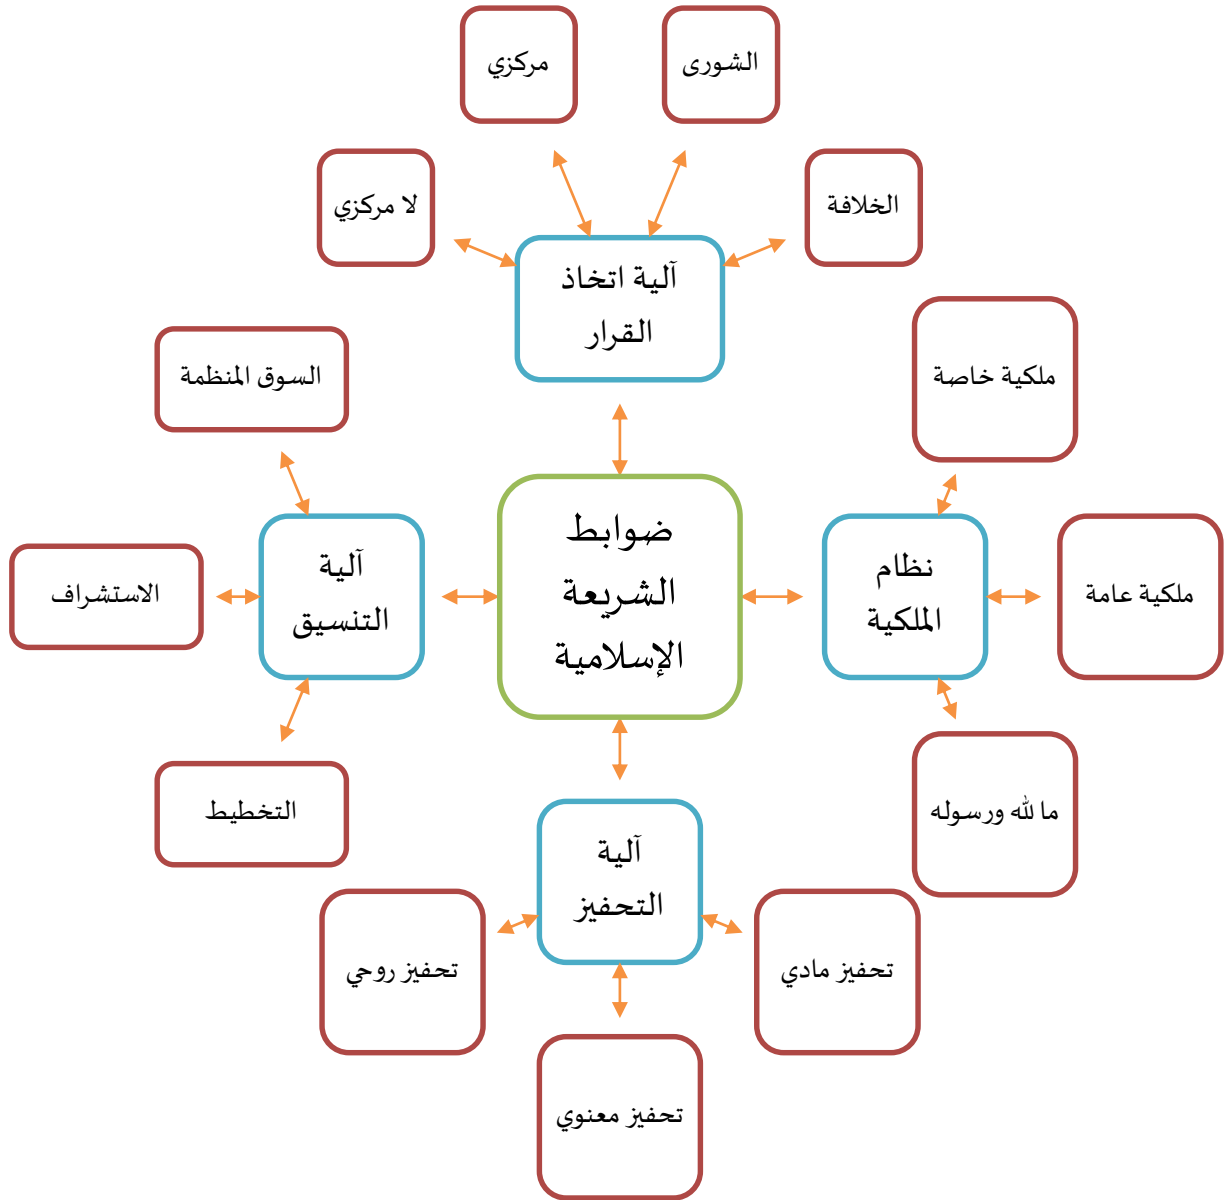 الشورى
مركزي
الخلافة
لا مركزي
آلية اتخاذ
القرار
ملكية خاصة
السوق المنظمة
ضوابط
الشريعة
الإسلامية
نظام
الملكية
ملكية عامة
آلية
التنسيق
الاستشراف
ما لله ورسوله
التخطيط
آلية
التحفيز
تحفيز مادي
تحفيز روحي
تحفيز معنوي